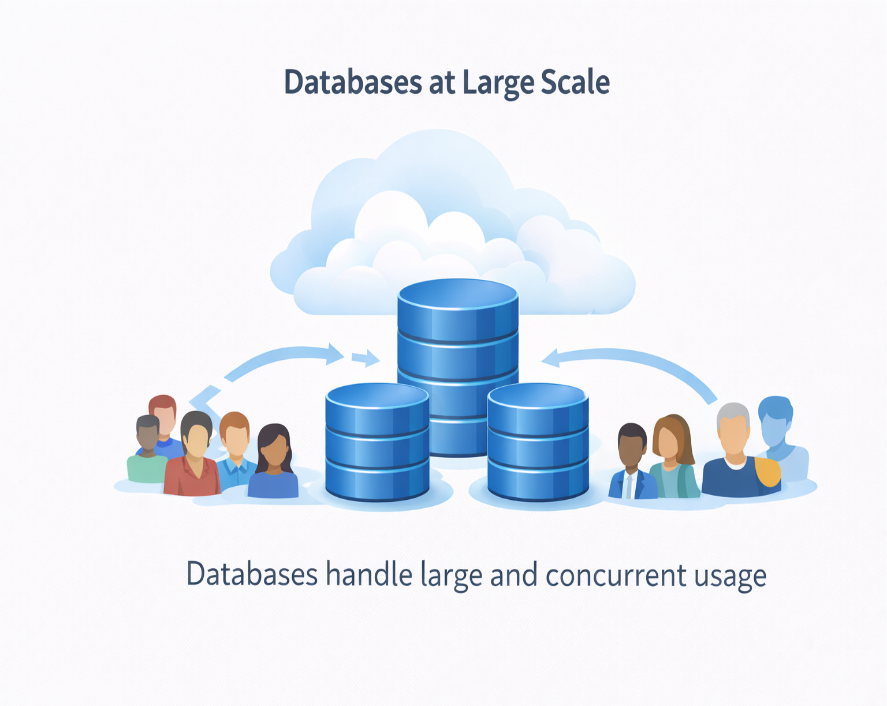 Databases at Large Scale
Databases handle large and concurrent usage